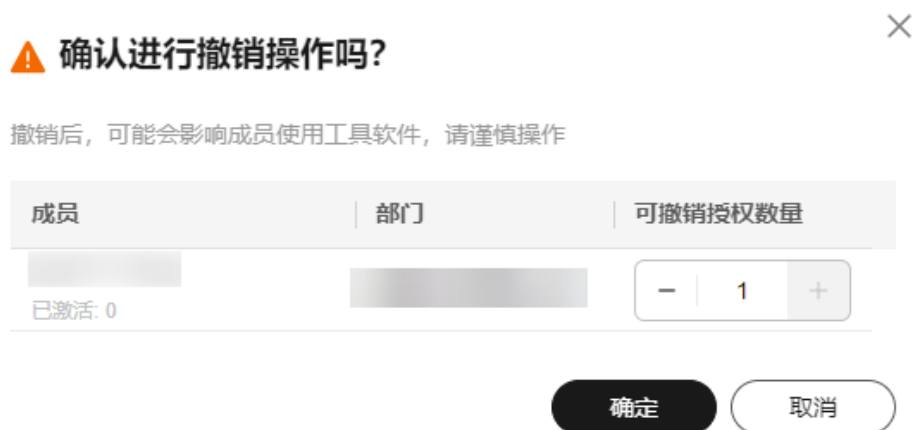 确认进行撤销操作吗?
撤销后，可能会影响成员使用工具软件，请谨慎操作
成员 部门 可撤销授权数量
1
已激活: 0
确定 取消